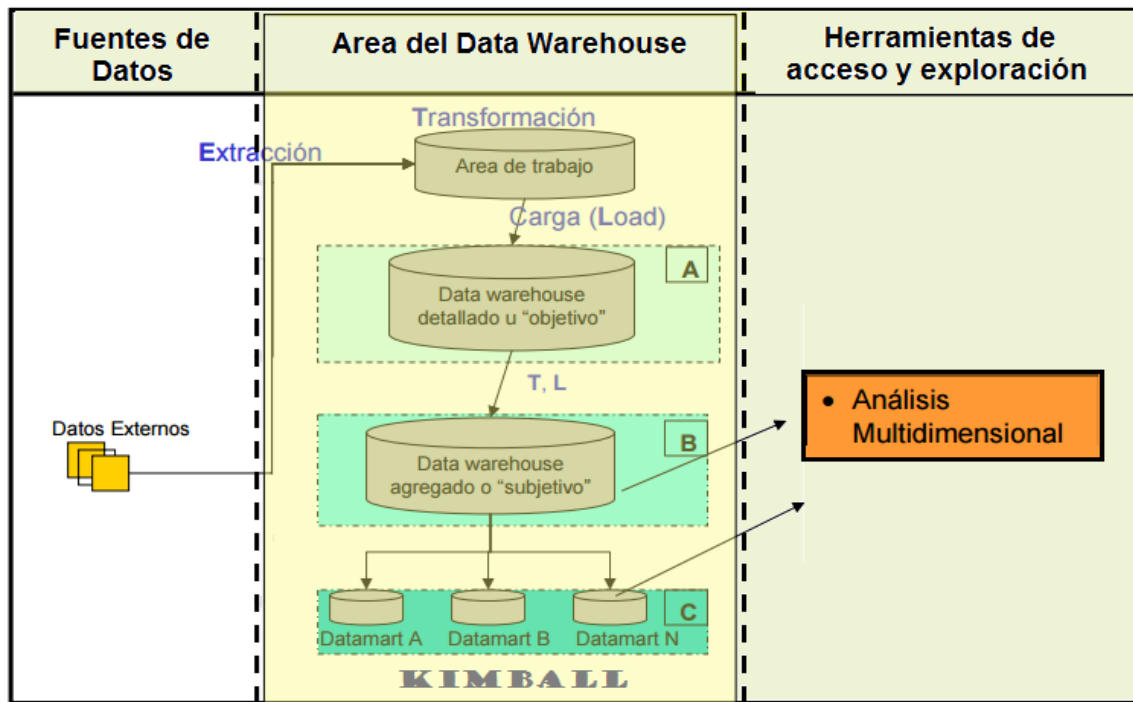 Fuentes de
Datos
Area del Data Warehouse
Herramientas de
acceso y exploración
Transformación
Extracción
Area de trabajo
Carga (Load)
A
Data warehouse
detallado u “objetivo”
T, L
B
Data warehouse
agregado o “subjetivo”
Datos Externos
• Análisis
Multidimensional
C
Datamart A
Datamart B
Datamart N
KIMBALL